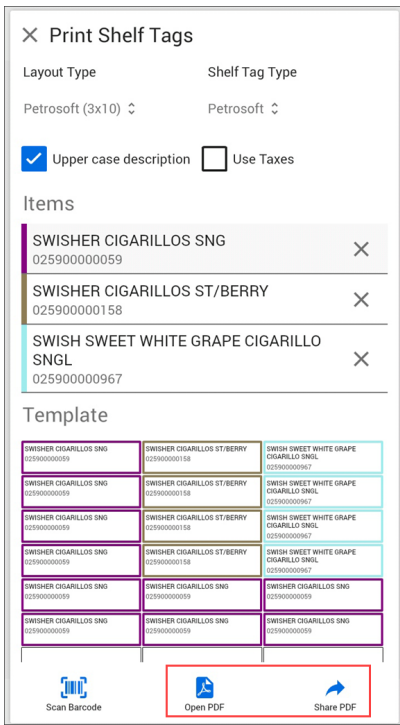 Print Shelf Tags
Layout Type Shelf Tag Type
Petrosoft (3x10) Petrosoft
Upper case description Use Taxes
Items
SWISHER CIGARILLOS SNG
025900000059
SWISHER CIGARILLOS ST/BERRY
025900000158
SWISH SWEET WHITE GRAPE CIGARILLO
SNGL
025900000967
Template
SWISHER CIGARILLOS SNG SWISHER CIGARILLOS ST/BERRY SWISH SWEET WHITE GRAPE
025900000059 025900000158 CIGARILLO SNGL
025900000967
SWISHER CIGARILLOS SNG SWISHER CIGARILLOS ST/BERRY SWISH SWEET WHITE GRAPE
025900000059 025900000158 CIGARILLO SNGL
025900000967
SWISHER CIGARILLOS SNG SWISHER CIGARILLOS ST/BERRY SWISH SWEET WHITE GRAPE
025900000059 025900000158 CIGARILLO SNGL
025900000967
SWISHER CIGARILLOS SNG SWISHER CIGARILLOS ST/BERRY SWISH SWEET WHITE GRAPE
025900000059 025900000158 CIGARILLO SNGL
025900000967
SWISHER CIGARILLOS SNG SWISHER CIGARILLOS SNG SWISHER CIGARILLOS SNG
025900000059 025900000059 025900000059
SWISHER CIGARILLOS SNG SWISHER CIGARILLOS SNG SWISHER CIGARILLOS SNG
025900000059 025900000059 025900000059
Scan Barcode Open PDF Share PDF